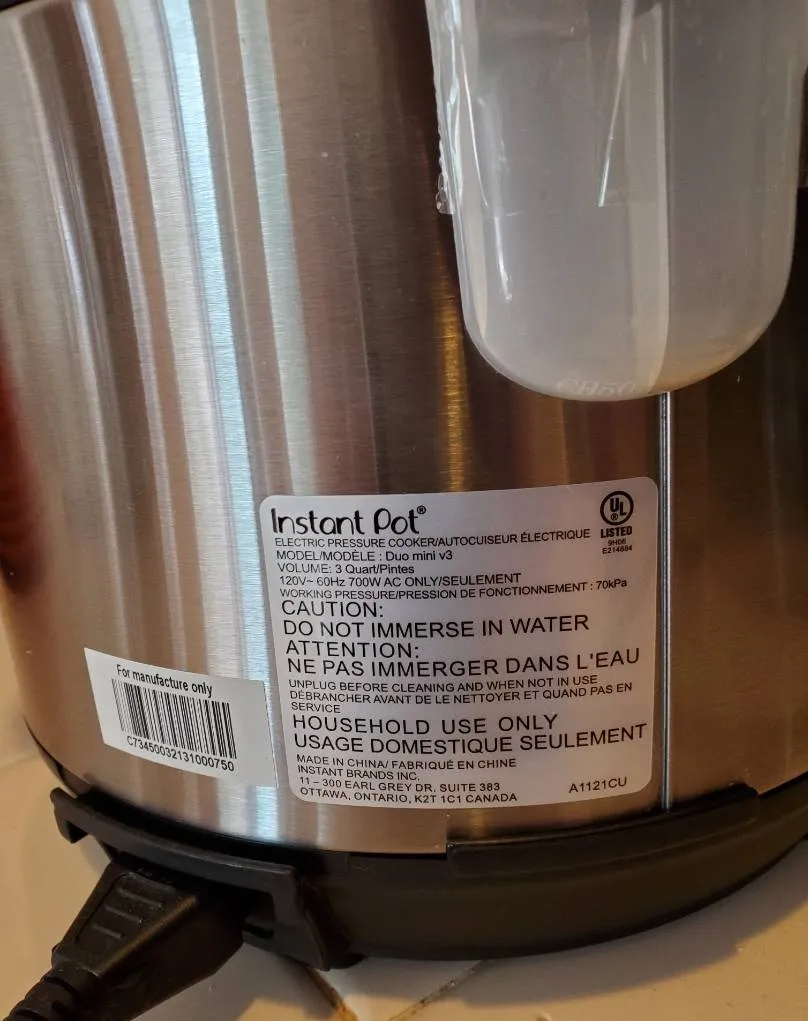 Instant Pot®
ELECTRIC PRESSURE COOKER/AUTOCUISEUR ÉLECTRIQUE
MODEL/MODÈLE : Duo mini v3
VOLUME: 3 Quart/Pintes
120V~ 60Hz 700W AC ONLY/SEULEMENT
WORKING PRESSURE/PRESSION DE FONCTIONNEMENT : 70kPa
CAUTION:
DO NOT IMMERSE IN WATER
ATTENTION:
NE PAS IMMERGER DANS L'EAU
UNPLUG BEFORE CLEANING AND WHEN NOT IN USE
DÉBRANCHER AVANT DE LE NETTOYER ET QUAND PAS EN
SERVICE
HOUSEHOLD USE ONLY
USAGE DOMESTIQUE SEULEMENT
MADE IN CHINA/ FABRIQUÉ EN CHINE
INSTANT BRANDS INC.
11 – 300 EARL GREY DR. SUITE 383
OTTAWA, ONTARIO, K2T 1C1 CANADA
A1121CU
UL
LISTED
9H06
E214884
For manufacture only
C73450032131000750